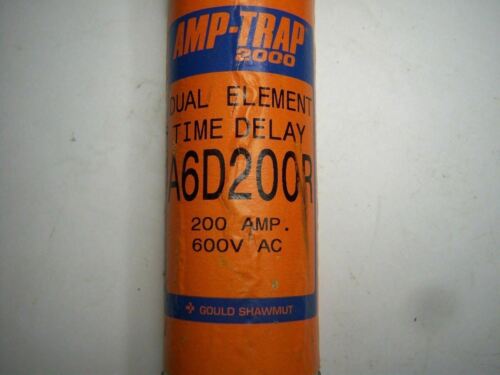 AMP-TRAP
2000
DUAL ELEMENT
TIME DELAY
A6D200R
200 AMP.
600V AC
GOULD SHAWMUT